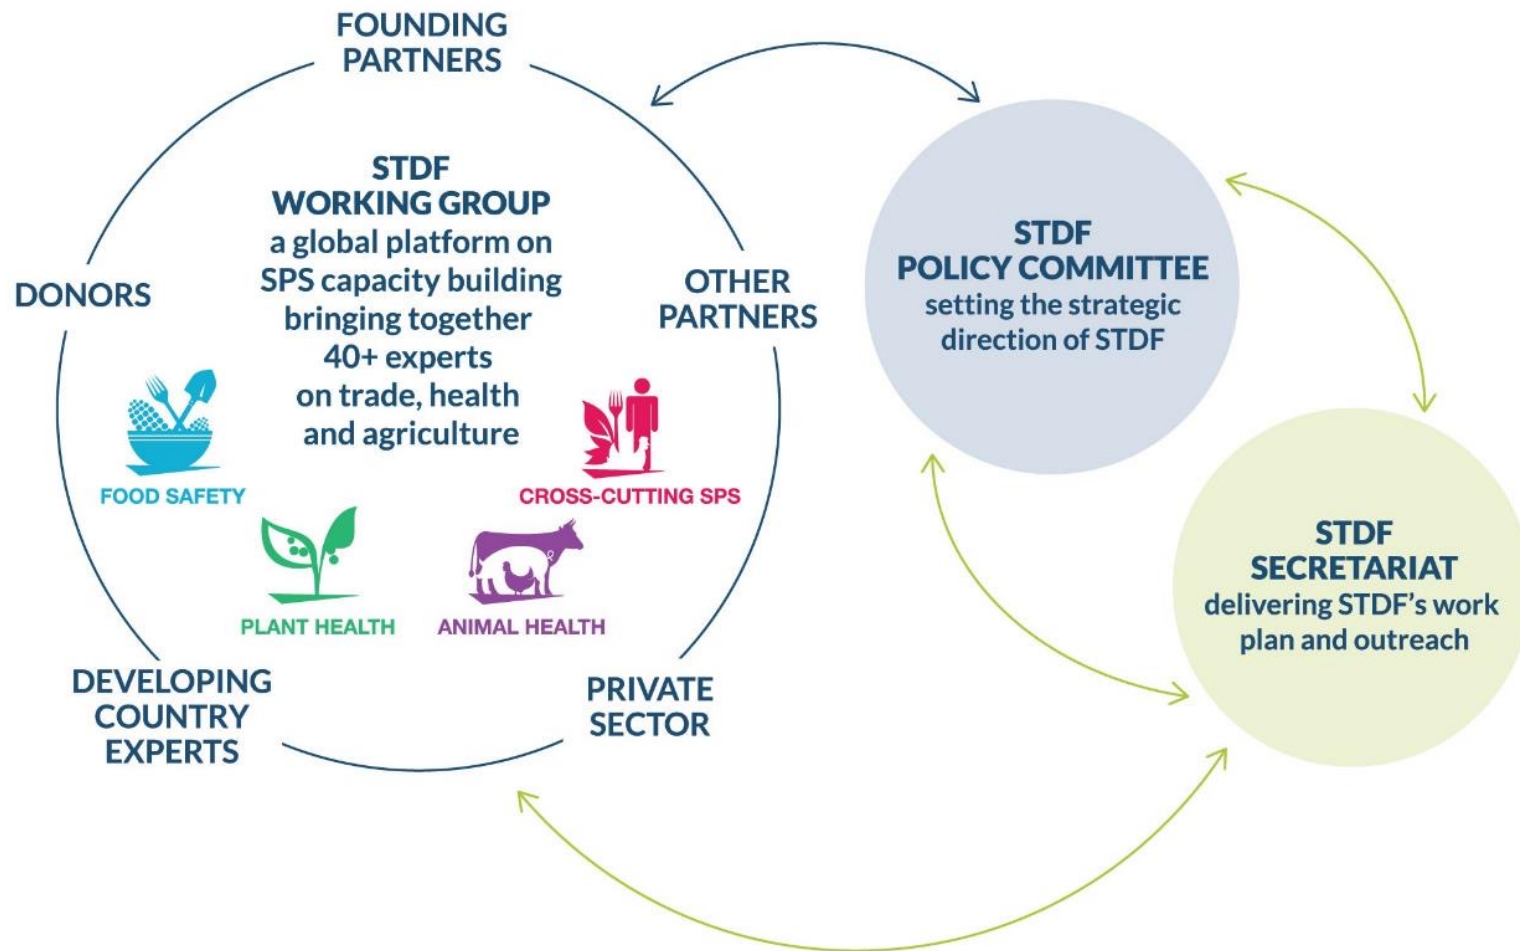 FOUNDING
PARTNERS
STDF
WORKING GROUP
a global platform on
SPS capacity building
bringing together
40+ experts
on trade, health
and agriculture
DONORS
OTHER
PARTNERS
FOOD SAFETY
CROSS-CUTTING SPS
PLANT HEALTH
ANIMAL HEALTH
DEVELOPING
COUNTRY
EXPERTS
PRIVATE
SECTOR
STDF
POLICY COMMITTEE
setting the strategic
direction of STDF
STDF
SECRETARIAT
delivering STDF’s work
plan and outreach